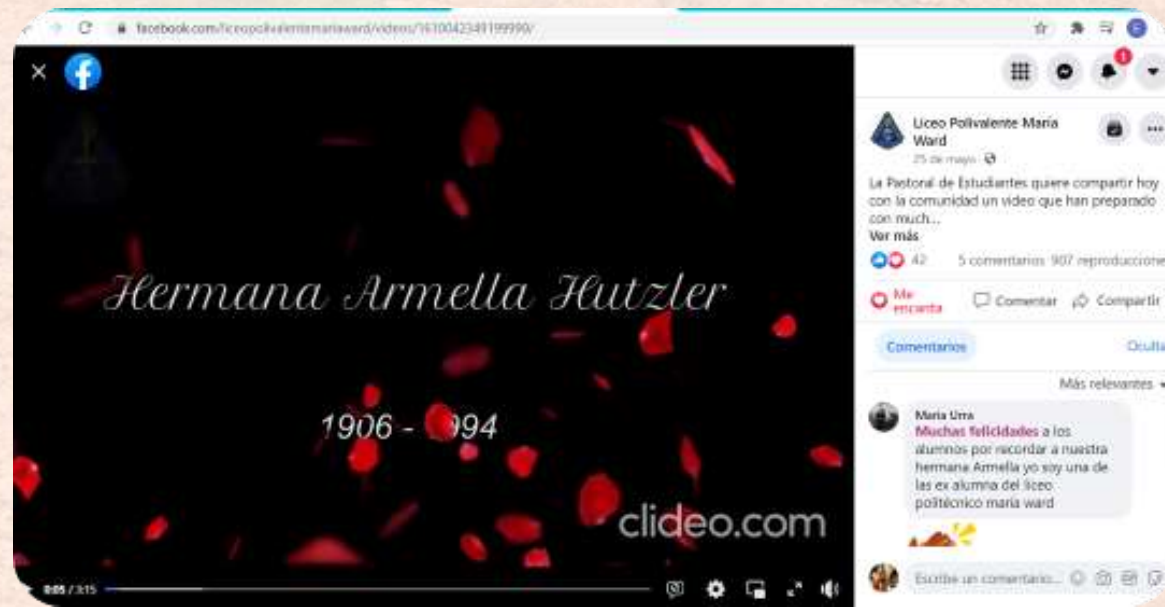 facebook.com/liceopolivalentemariaward/videos/1610042349199990/
Hermana Armella Hutzler
1906 - 1994
clideo.com
0:05 / 3:15
1
Liceo Polivalente María
Ward
25 de mayo
La Pastoral de Estudiantes quiere compartir hoy
con la comunidad un video que han preparado
con much...
Ver más
42 5 comentarios 907 reproducciones
Me
encanta
Comentar
Compartir
Comentarios
Oculta
Más relevantes
Maria Urra
Muchas felicidades a los
alumnos por recordar a nuestra
hermana Armella yo soy una de
las ex alumna del liceo
politécnico maría ward
Escribe un comentario...